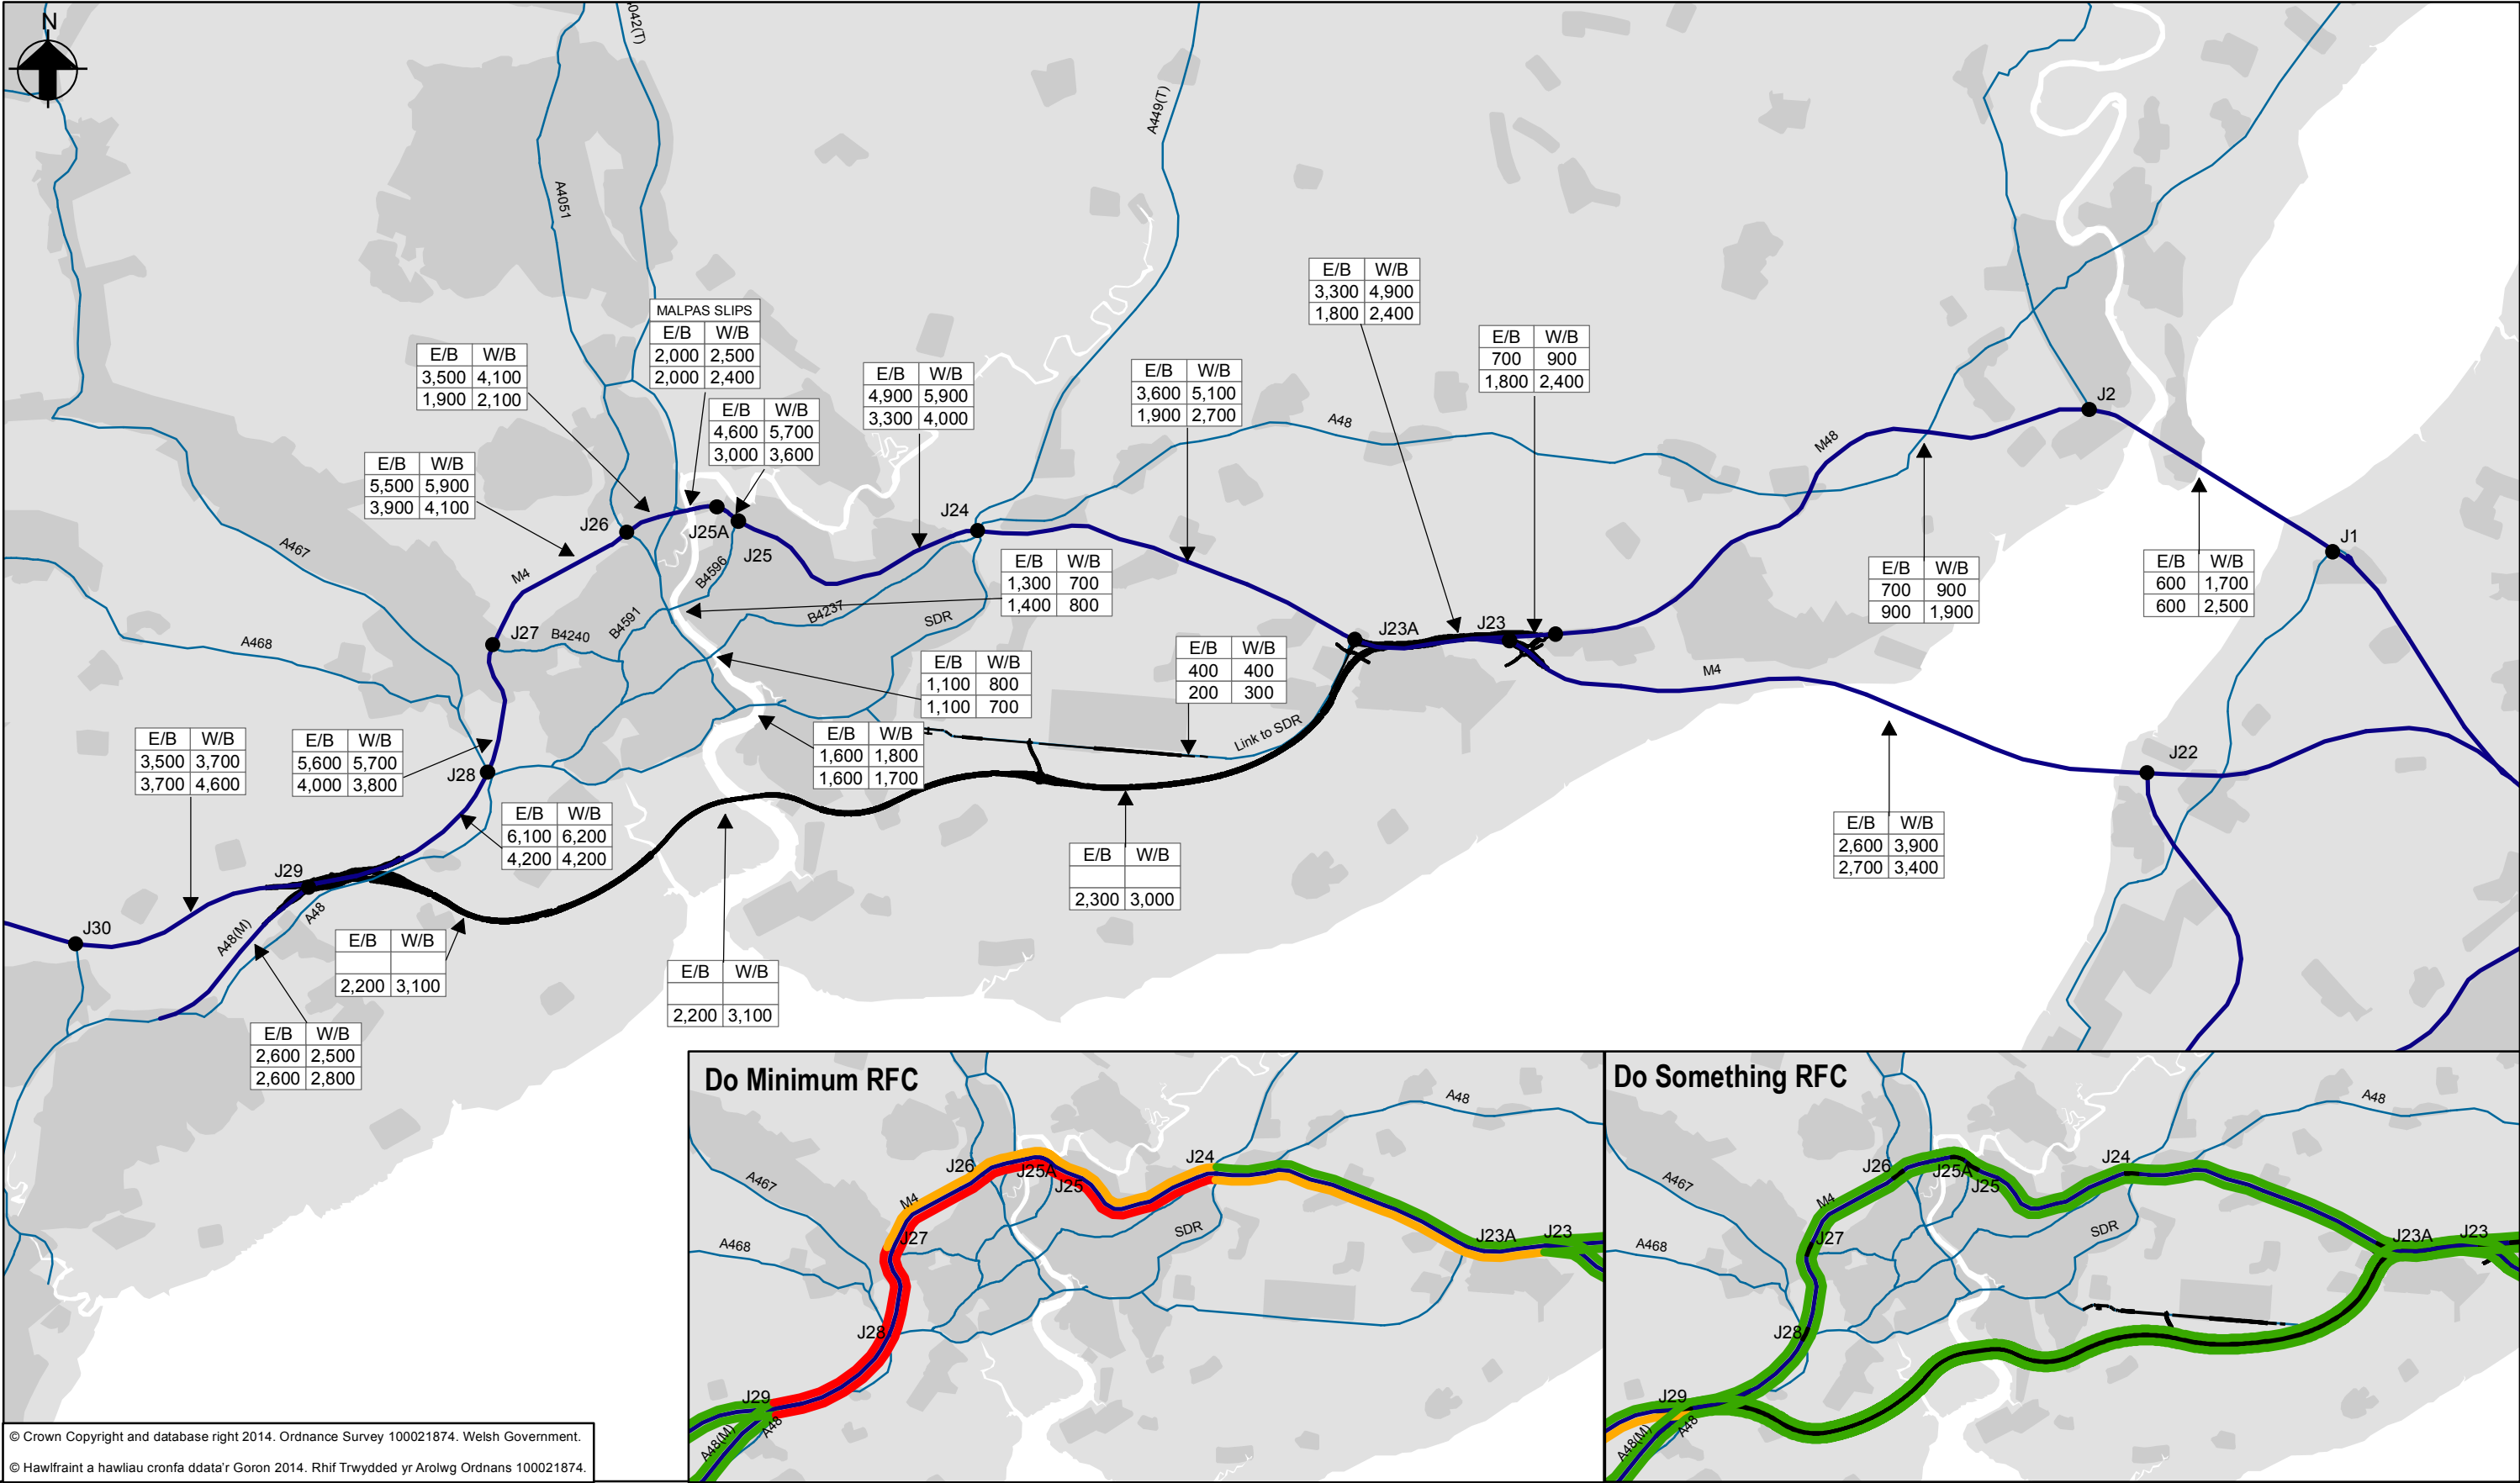 N
A4051
A449(T)
E/B W/B
3,300 4,900
1,800 2,400
MALPAS SLIPS
E/B W/B
2,000 2,500
2,000 2,400
E/B W/B
700 900
1,800 2,400
E/B W/B
3,500 4,100
1,900 2,100
E/B W/B
4,900 5,900
3,300 4,000
E/B W/B
3,600 5,100
1,900 2,700
E/B W/B
4,600 5,700
3,000 3,600
J2
A48
M48
E/B W/B
5,500 5,900
3,900 4,100
J26
J25A
J25
J24
J1
A467
M4
B4596
E/B W/B
1,300 700
1,400 800
E/B W/B
700 900
900 1,900
E/B W/B
600 1,700
600 2,500
J27
B4240
B4591
B4237
SDR
J23A
J23
A468
E/B W/B
1,100 800
1,100 700
E/B W/B
400 400
200 300
M4
Link to SDR
E/B W/B
3,500 3,700
3,700 4,600
E/B W/B
5,600 5,700
4,000 3,800
J28
E/B W/B
1,600 1,800
1,600 1,700
J22
E/B W/B
6,100 6,200
4,200 4,200
E/B W/B
2,600 3,900
2,700 3,400
E/B W/B
2,300 3,000
J29
A48
A48(M)
J30
E/B W/B
2,200 3,100
E/B W/B
2,200 3,100
E/B W/B
2,600 2,500
2,600 2,800
Do Minimum RFC
A48
J24
J26
J25A
J25
A467
M4
J27
SDR
J23A
J23
A468
J28
J29
A48(M)
A48
Do Something RFC
A48
J24
J26
J25A
J25
A467
M4
J27
SDR
J23A
J23
A468
J28
J29
A48(M)
A48
© Crown Copyright and database right 2014. Ordnance Survey 100021874. Welsh Government.
© Hawlfraint a hawliau cronfa ddata'r Goron 2014. Rhif Trwydded yr Arolwg Ordnans 100021874.